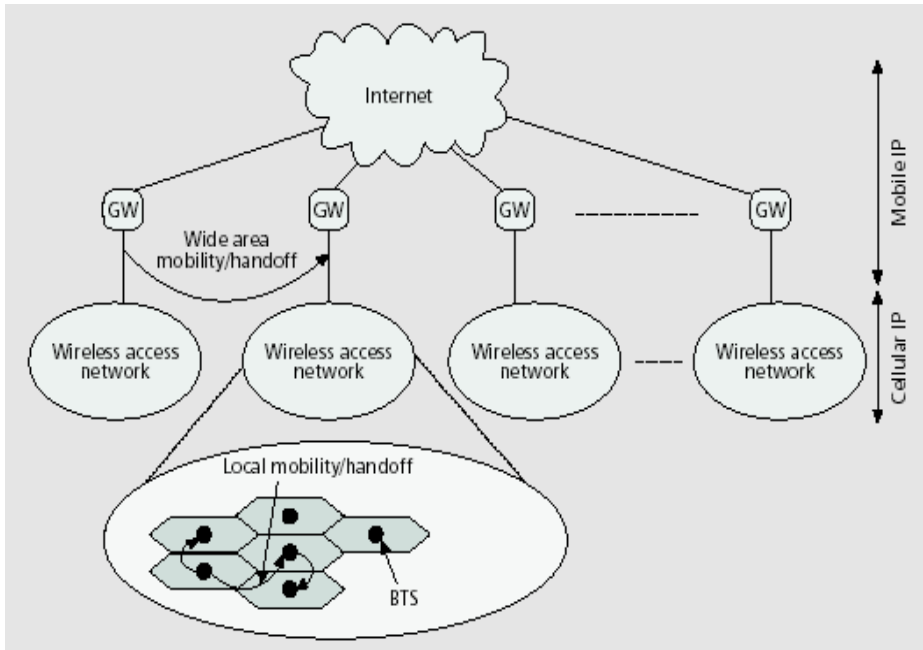 Internet
Mobile IP
GW
GW
GW
GW
Wide area
mobility/handoff
Wireless access
network
Wireless access
network
Wireless access
network
Wireless access
network
Cellular IP
Local mobility/handoff
BTS